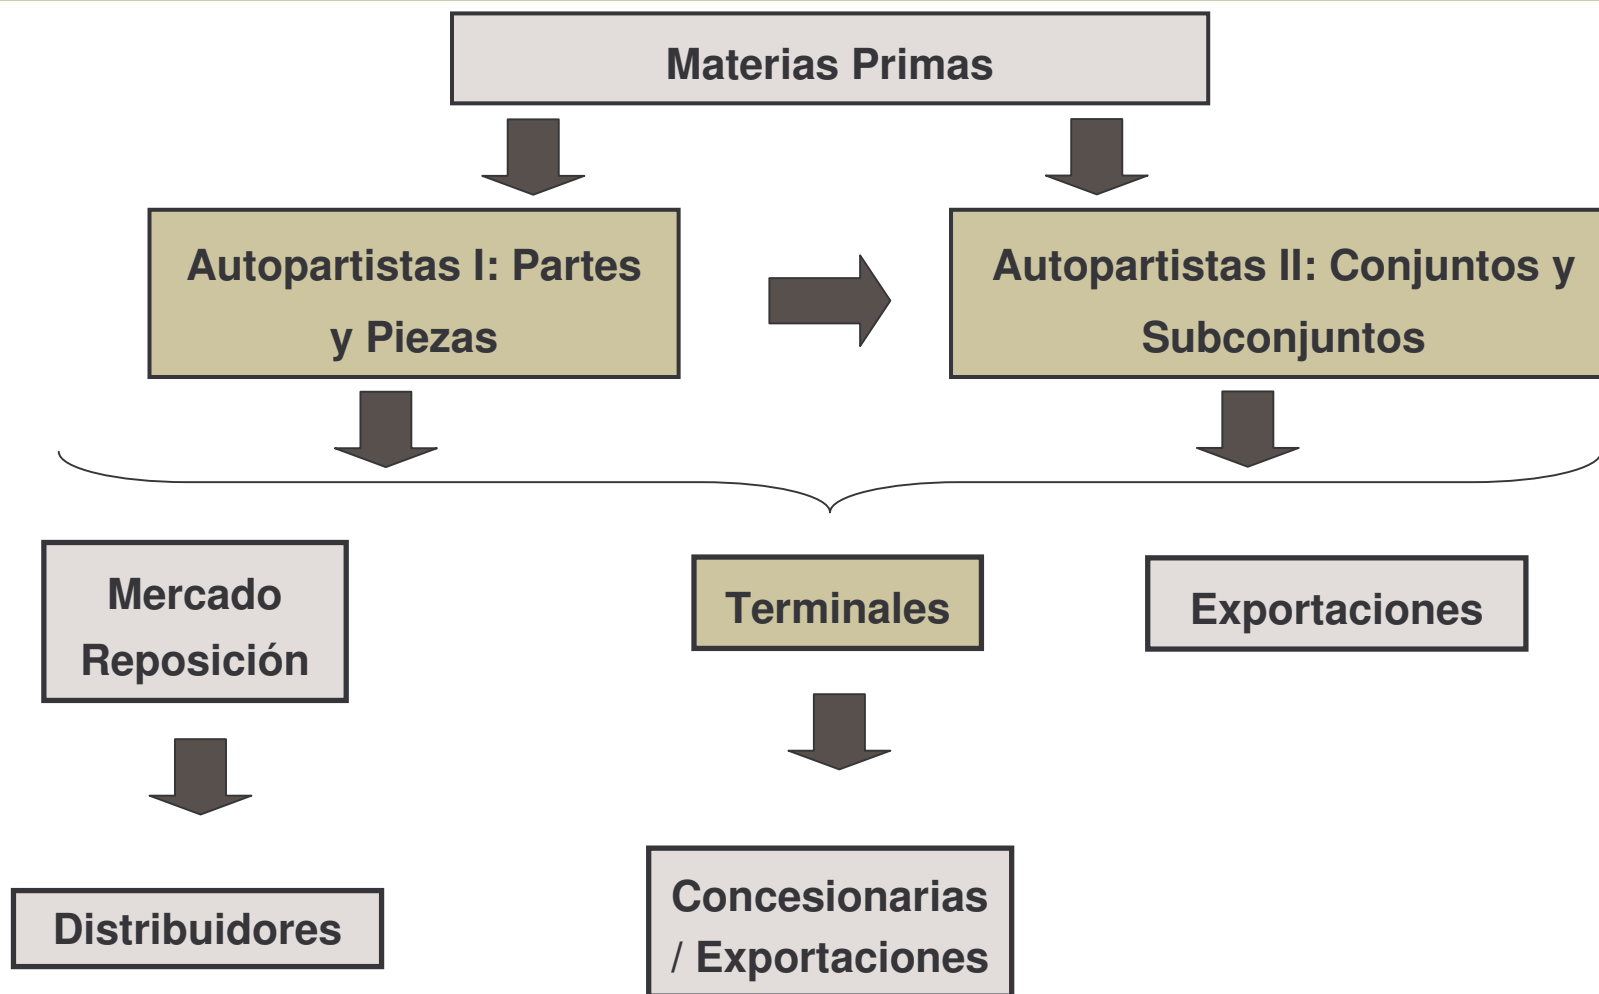 Materias Primas
Autopartistas I: Partes
y Piezas
Autopartistas II: Conjuntos y
Subconjuntos
Mercado
Reposición
Terminales
Exportaciones
Distribuidores
Concesionarias
/ Exportaciones